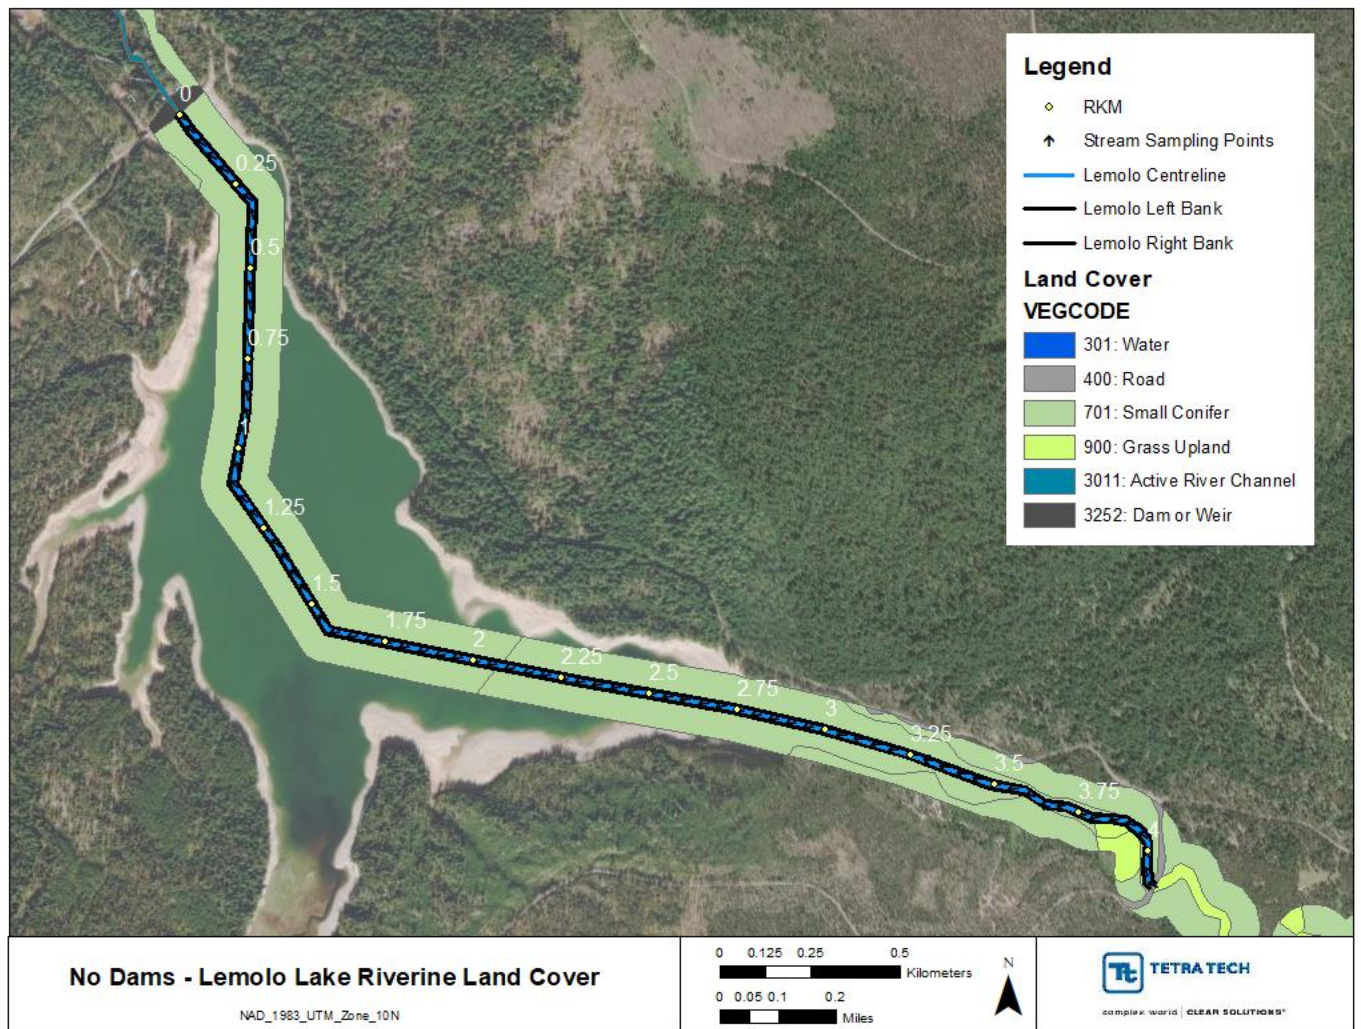 0
0.25
0.5
0.75
1
1.25
1.5
1.75
2
2.25
2.5
2.75
3
3.25
3.5
3.75
4
Legend
RKM
Stream Sampling Points
Lemolo Centreline
Lemolo Left Bank
Lemolo Right Bank
Land Cover
VEGCODE
301: Water
400: Road
701: Small Conifer
900: Grass Upland
3011: Active River Channel
3252: Dam or Weir
No Dams - Lemolo Lake Riverine Land Cover
NAD_1983_UTM_Zone_10N
0 0.125 0.25 0.5
Kilometers
0 0.05 0.1 0.2
Miles
N
Tt TETRA TECH
complex world | CLEAR SOLUTIONS®